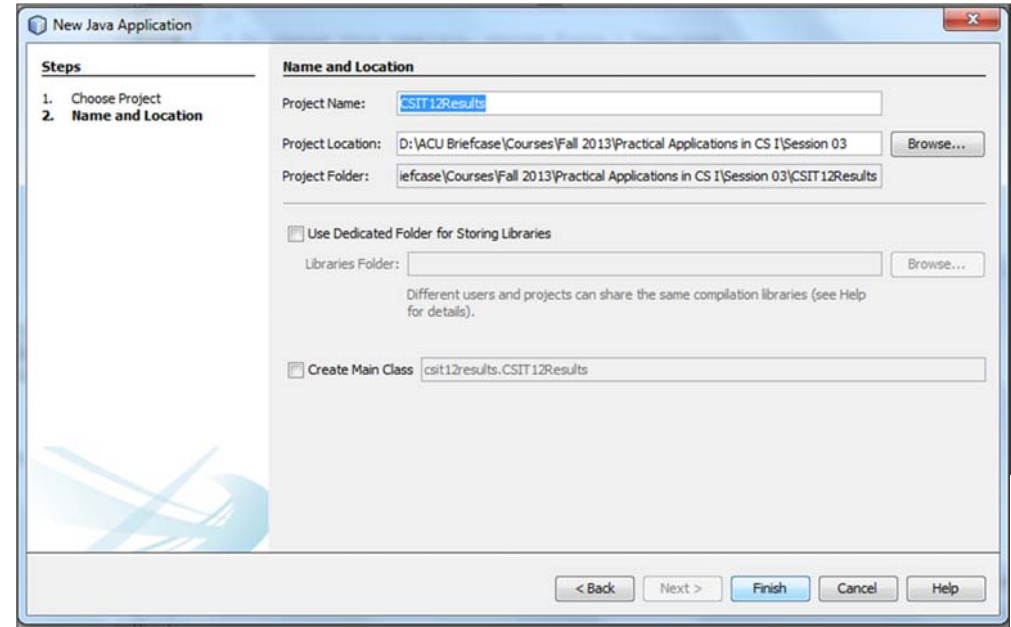 New Java Application
Steps
1. Choose Project
2. Name and Location
Name and Location
Project Name: CSIT12Results
Project Location: D:\ACU Briefcase\Courses\Fall 2013\Practical Applications in CS I\Session 03 Browse...
Project Folder: iefcase\Courses\Fall 2013\Practical Applications in CS I\Session 03\CSIT12Results
Use Dedicated Folder for Storing Libraries
Libraries Folder: Browse...
Different users and projects can share the same compilation libraries (see Help
for details).
Create Main Class csit12results.CSIT12Results
< Back Next > Finish Cancel Help